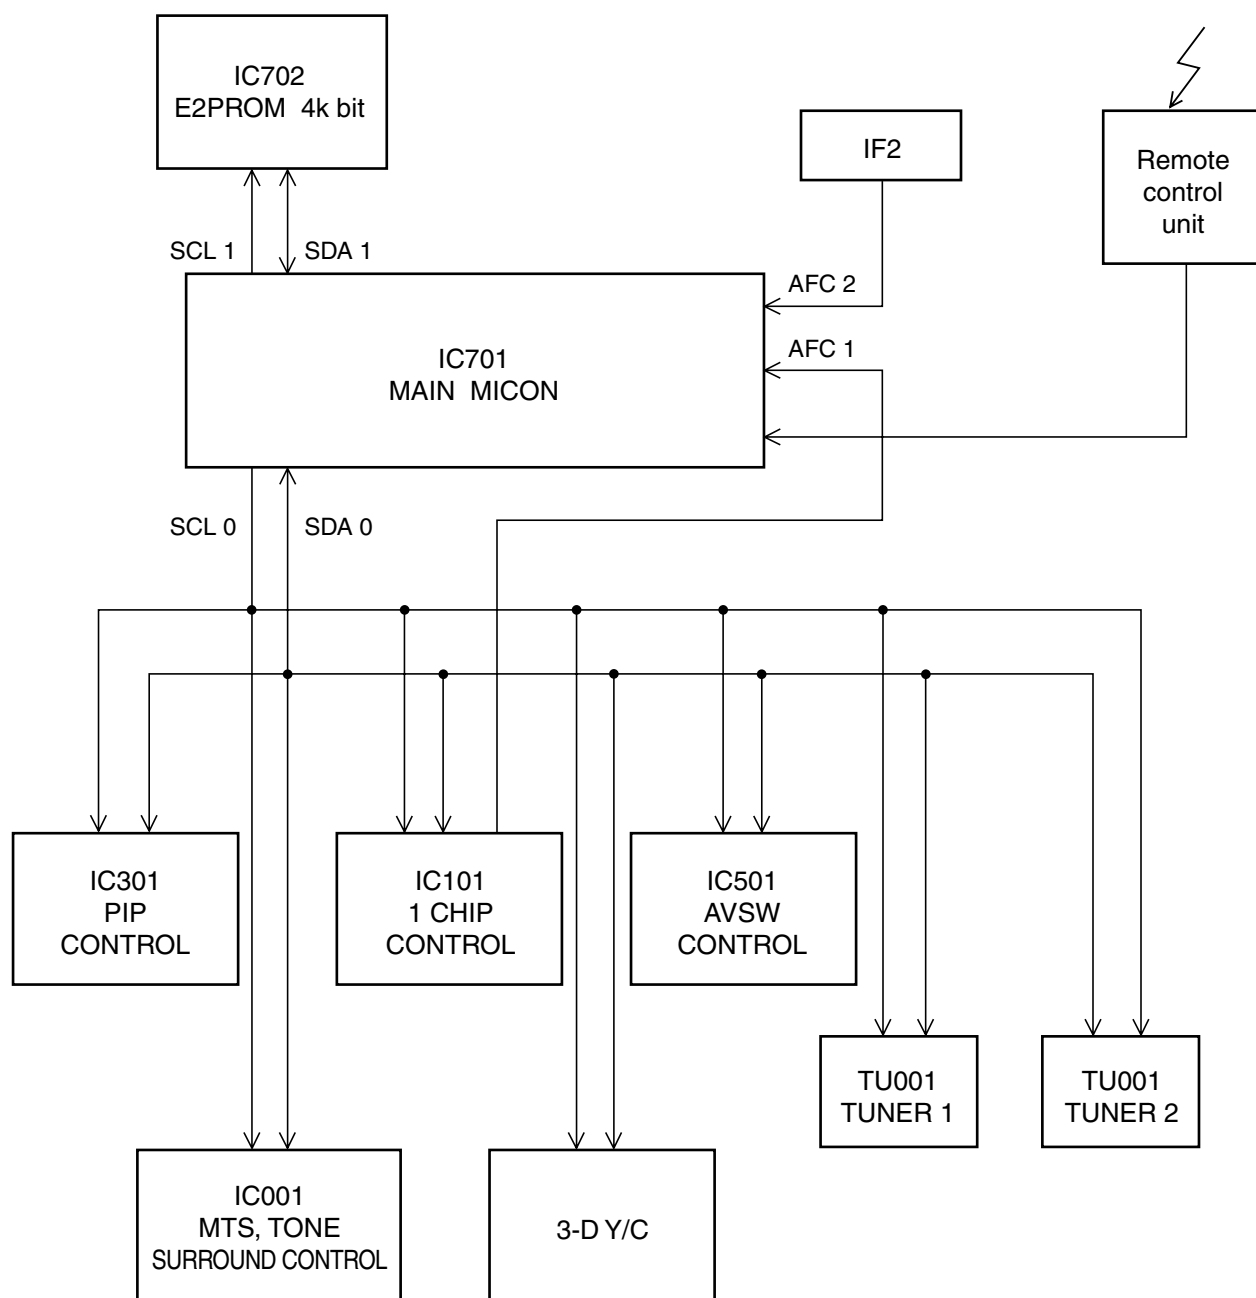 IC702
E2PROM 4k bit
IF2
Remote
control
unit
SCL 1
SDA 1
AFC 2
AFC 1
IC701
MAIN MICON
SCL 0
SDA 0
IC301
PIP
CONTROL
IC101
1 CHIP
CONTROL
IC501
AVSW
CONTROL
TU001
TUNER 1
TU001
TUNER 2
IC001
MTS, TONE
SURROUND CONTROL
3-D Y/C